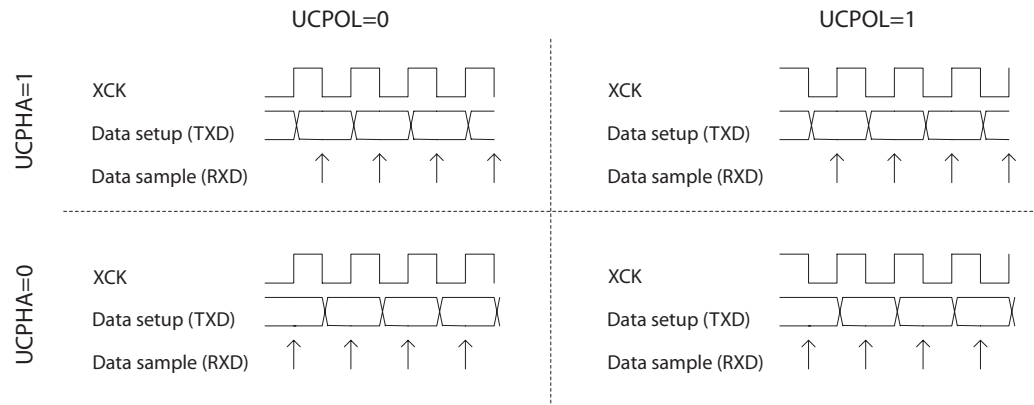 UCPOL=0
UCPOL=1
UCPHA=1
XCK
Data setup (TXD)
Data sample (RXD)
XCK
Data setup (TXD)
Data sample (RXD)
UCPHA=0
XCK
Data setup (TXD)
Data sample (RXD)
XCK
Data setup (TXD)
Data sample (RXD)